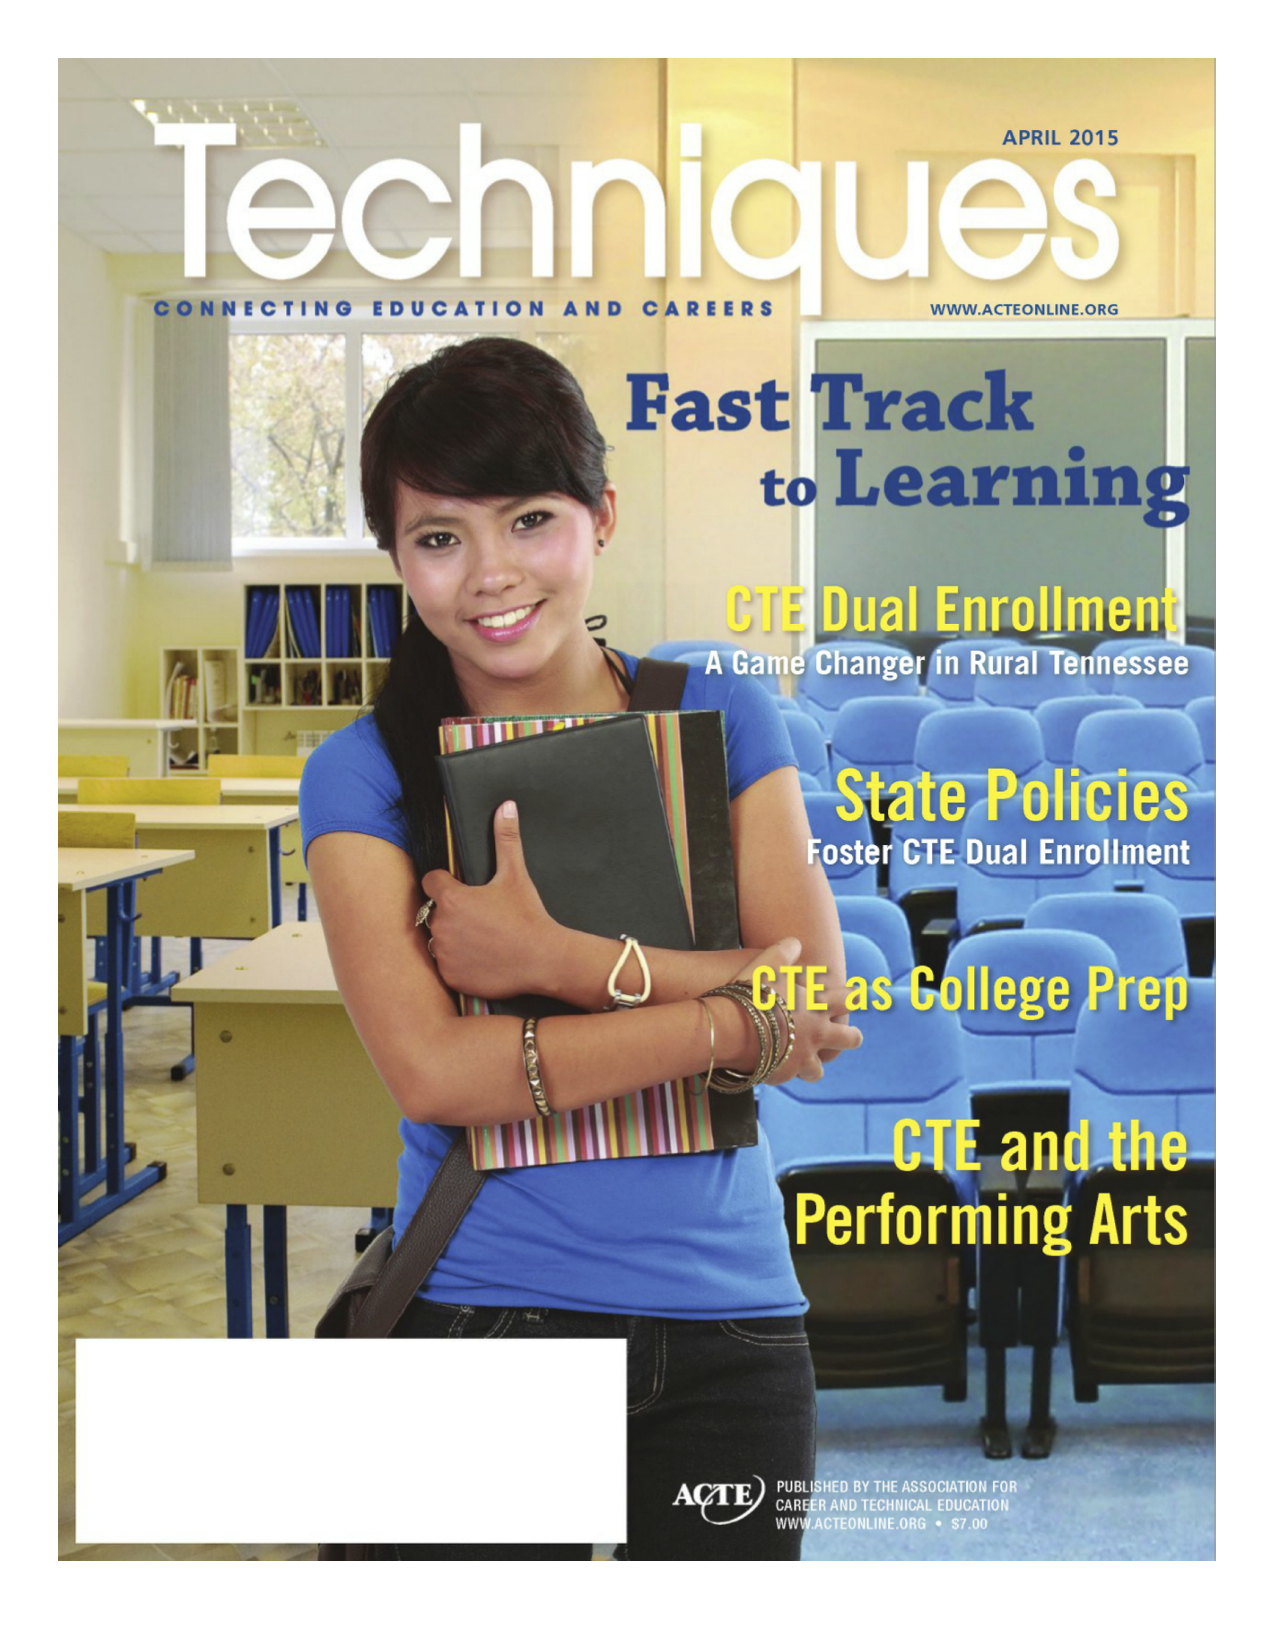 APRIL 2015
Techniques
CONNECTING EDUCATION AND CAREERS
WWW.ACTEONLINE.ORG
Fast Track
to Learning
CTE Dual Enrollment
A Game Changer in Rural Tennessee
State Policies
Foster CTE Dual Enrollment
CTE as College Prep
CTE and the
Performing Arts
ACTE
PUBLISHED BY THE ASSOCIATION FOR
CAREER AND TECHNICAL EDUCATION
WWW.ACTEONLINE.ORG • $7.00